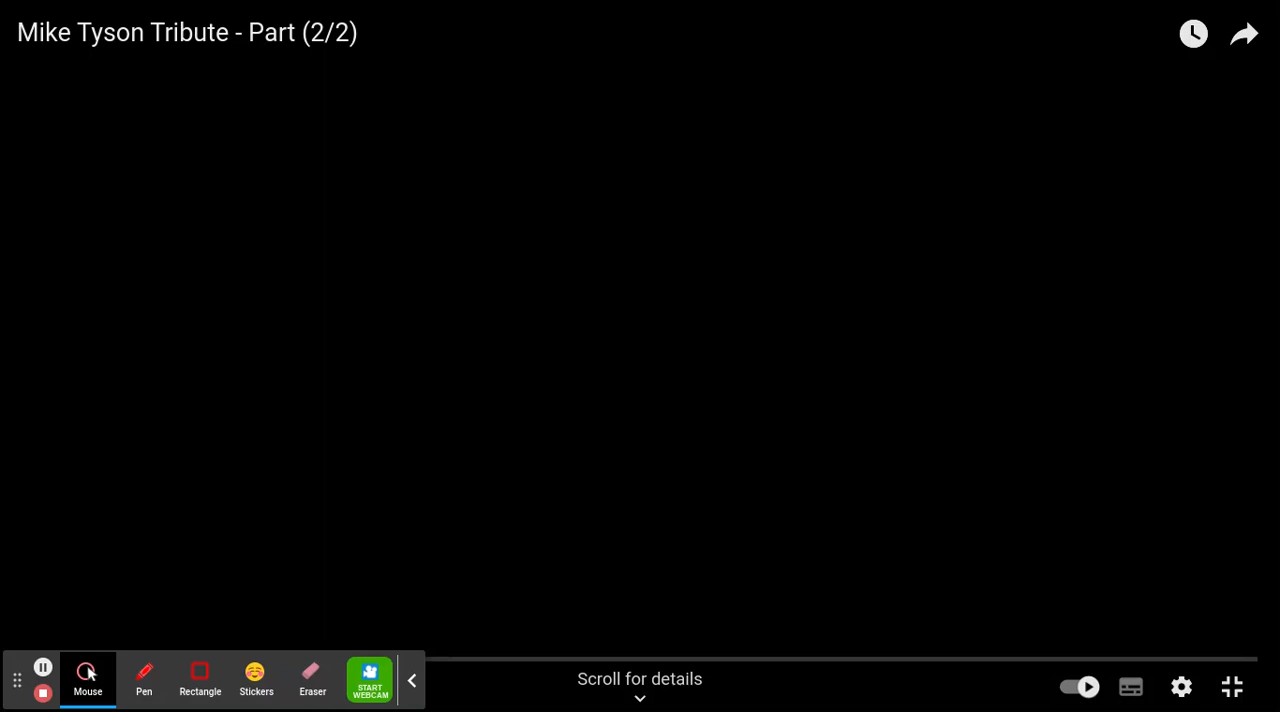 Mike Tyson Tribute - Part (2/2)
Scroll for details
Mouse
Pen
Rectangle
Stickers
Eraser
START
WEBCAM